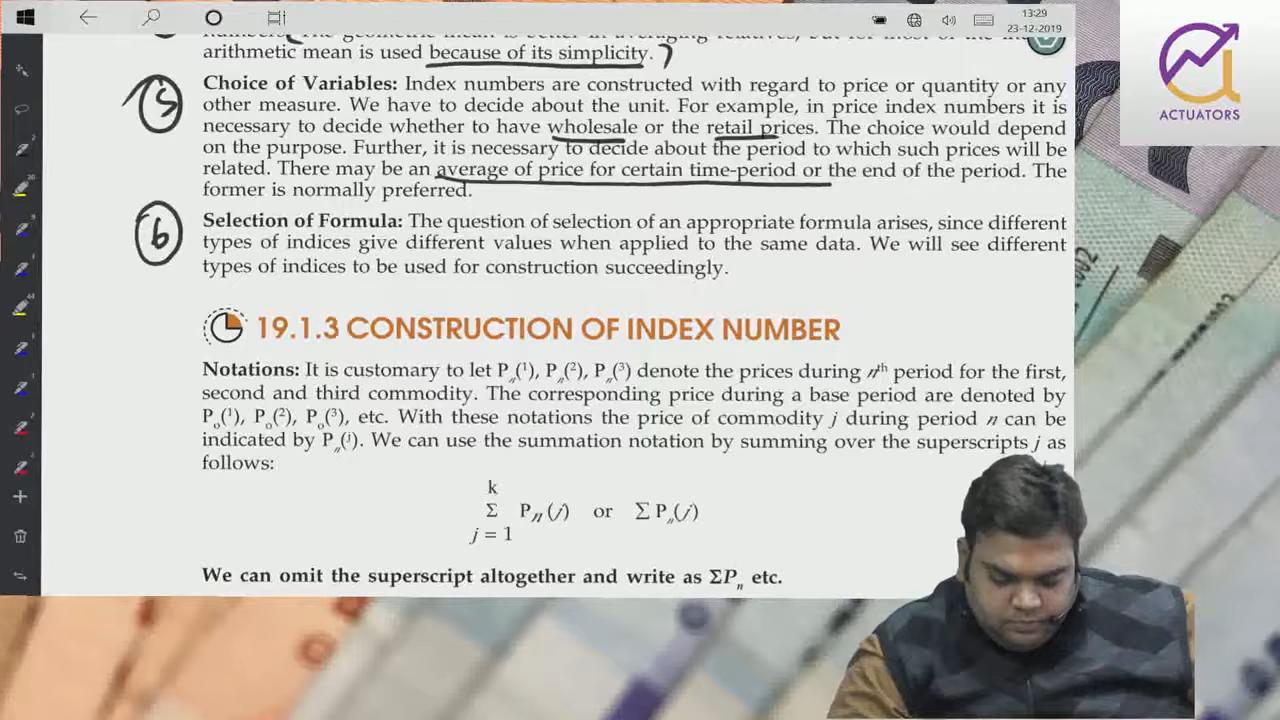 13:29
23-12-2019
ACTUATORS
arithmetic mean is used because of its simplicity.
5
Choice of Variables: Index numbers are constructed with regard to price or quantity or any
other measure. We have to decide about the unit. For example, in price index numbers it is
necessary to decide whether to have wholesale or the retail prices. The choice would depend
on the purpose. Further, it is necessary to decide about the period to which such prices will be
related. There may be an average of price for certain time-period or the end of the period. The
former is normally preferred.
6
Selection of Formula: The question of selection of an appropriate formula arises, since different
types of indices give different values when applied to the same data. We will see different
types of indices to be used for construction succeedingly.
19.1.3 CONSTRUCTION OF INDEX NUMBER
Notations: It is customary to let Pₙ(¹), Pₙ(²), Pₙ(³) denote the prices during nᵗʰ period for the first,
second and third commodity. The corresponding price during a base period are denoted by
Pₒ(¹), Pₒ(²), Pₒ(³), etc. With these notations the price of commodity j during period n can be
indicated by Pₙ(ʲ). We can use the summation notation by summing over the superscripts j as
follows:
k
Σ Pₙ (j) or Σ Pₙ(j)
j = 1
We can omit the superscript altogether and write as ΣPₙ etc.